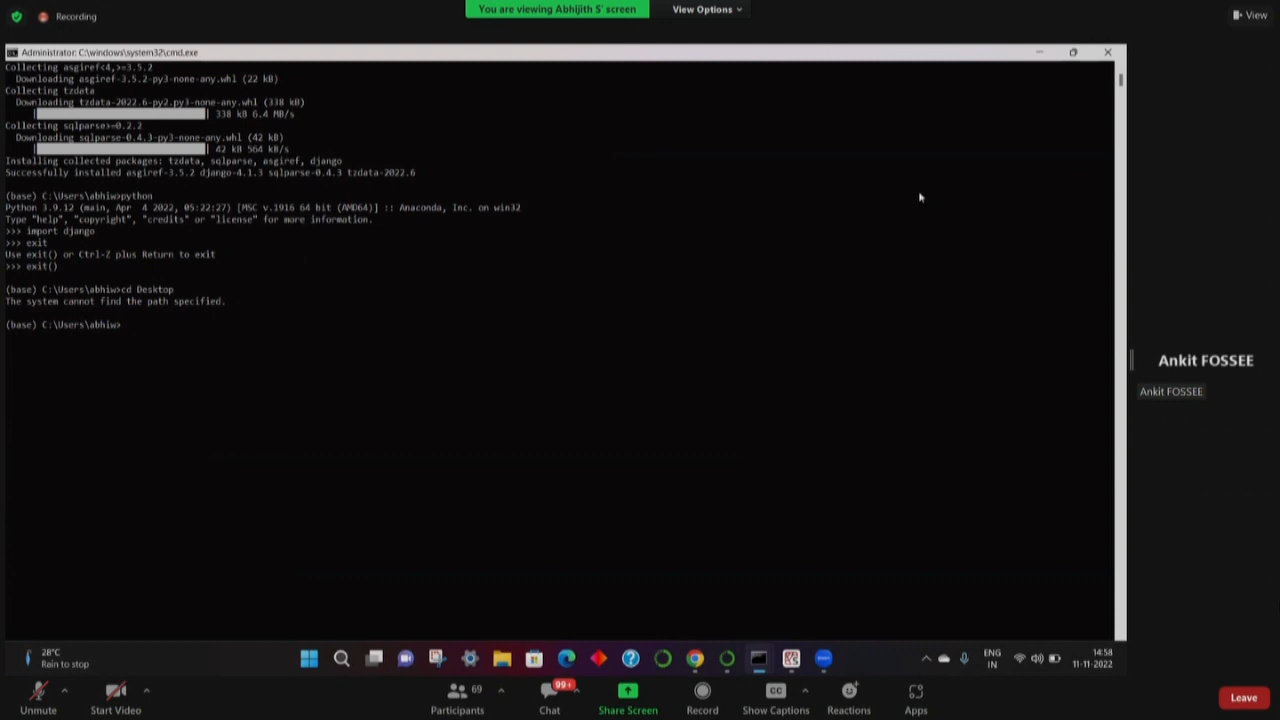 Recording
You are viewing Abhijith S' screen
View Options
View
Administrator: C:\windows\system32\cmd.exe
Collecting asgiref<4,>=3.5.2
Downloading asgiref-3.5.2-py3-none-any.whl (22 kB)
Collecting tzdata
Downloading tzdata-2022.6-py2.py3-none-any.whl (338 kB)
| | 338 kB 6.4 MB/s
Collecting sqlparse>=0.2.2
Downloading sqlparse-0.4.3-py3-none-any.whl (42 kB)
| | 42 kB 564 kB/s
Installing collected packages: tzdata, sqlparse, asgiref, django
Successfully installed asgiref-3.5.2 django-4.1.3 sqlparse-0.4.3 tzdata-2022.6
(base) C:\Users\abhiw>python
Python 3.9.12 (main, Apr  4 2022, 05:22:27) [MSC v.1916 64 bit (AMD64)] :: Anaconda, Inc. on win32
Type "help", "copyright", "credits" or "license" for more information.
>>> import django
>>> exit
Use exit() or Ctrl-Z plus Return to exit
>>> exit()
(base) C:\Users\abhiw>cd Desktop
The system cannot find the path specified.
(base) C:\Users\abhiw>
Ankit FOSSEE
Ankit FOSSEE
28°C
Rain to stop
ENG
IN
14:58
11-11-2022
Unmute
Start Video
Participants
69
Chat
99+
Share Screen
Record
CC
Show Captions
Reactions
Apps
Leave